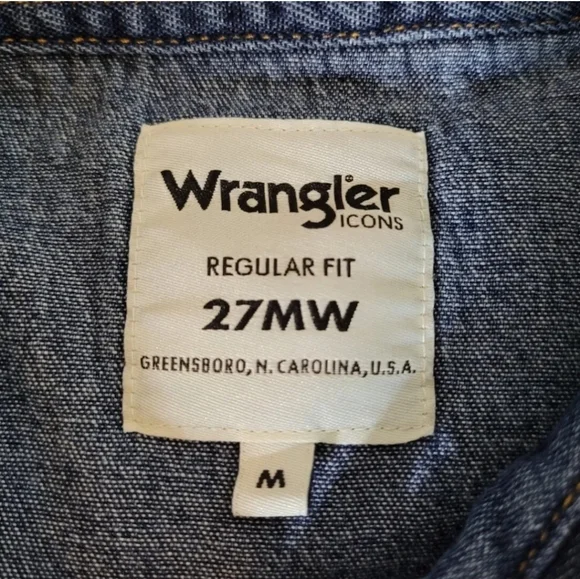 Wrangler
ICONS
REGULAR FIT
27MW
GREENSBORO, N. CAROLINA, U.S.A.
M